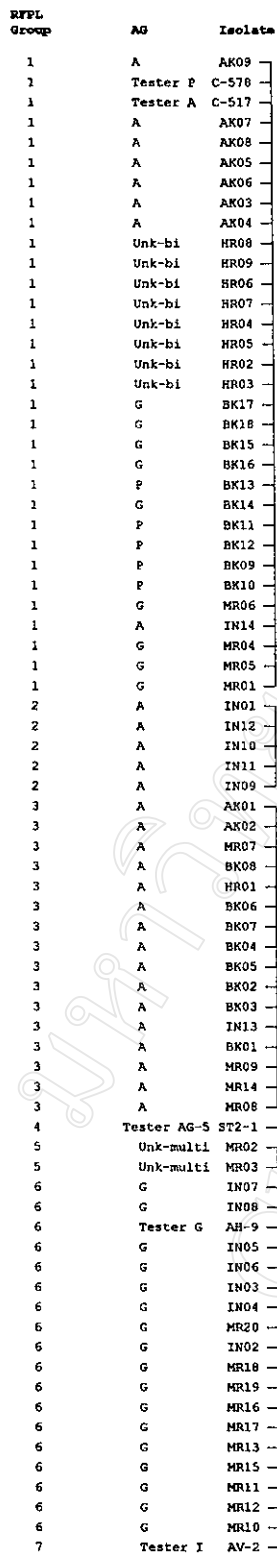 RFPL
Group AG Isolate
1 A AK09
1 Tester P C-578
1 Tester A C-517
1 A AK07
1 A AK08
1 A AK05
1 A AK06
1 A AK03
1 A AK04
1 Unk-bi HR08
1 Unk-bi HR09
1 Unk-bi HR06
1 Unk-bi HR07
1 Unk-bi HR04
1 Unk-bi HR05
1 Unk-bi HR02
1 Unk-bi HR03
1 G BK17
1 G BK18
1 G BK15
1 G BK16
1 P BK13
1 G BK14
1 P BK11
1 P BK12
1 P BK09
1 P BK10
1 G MR06
1 A IN14
1 G MR04
1 G MR05
1 G MR01
2 A IN01
2 A IN12
2 A IN10
2 A IN11
2 A IN09
3 A AK01
3 A AK02
3 A MR07
3 A BK08
3 A HR01
3 A BK06
3 A BK07
3 A BK04
3 A BK05
3 A BK02
3 A BK03
3 A IN13
3 A BK01
3 A MR09
3 A MR14
3 A MR08
4 Tester AG-5 ST2-1
5 Unk-multi MR02
5 Unk-multi MR03
6 G IN07
6 G IN08
6 Tester G AH-9
6 G IN05
6 G IN06
6 G IN03
6 G IN04
6 G MR20
6 G IN02
6 G MR18
6 G MR19
6 G MR16
6 G MR17
6 G MR13
6 G MR15
6 G MR11
6 G MR12
6 G MR10
7 Tester I AV-2